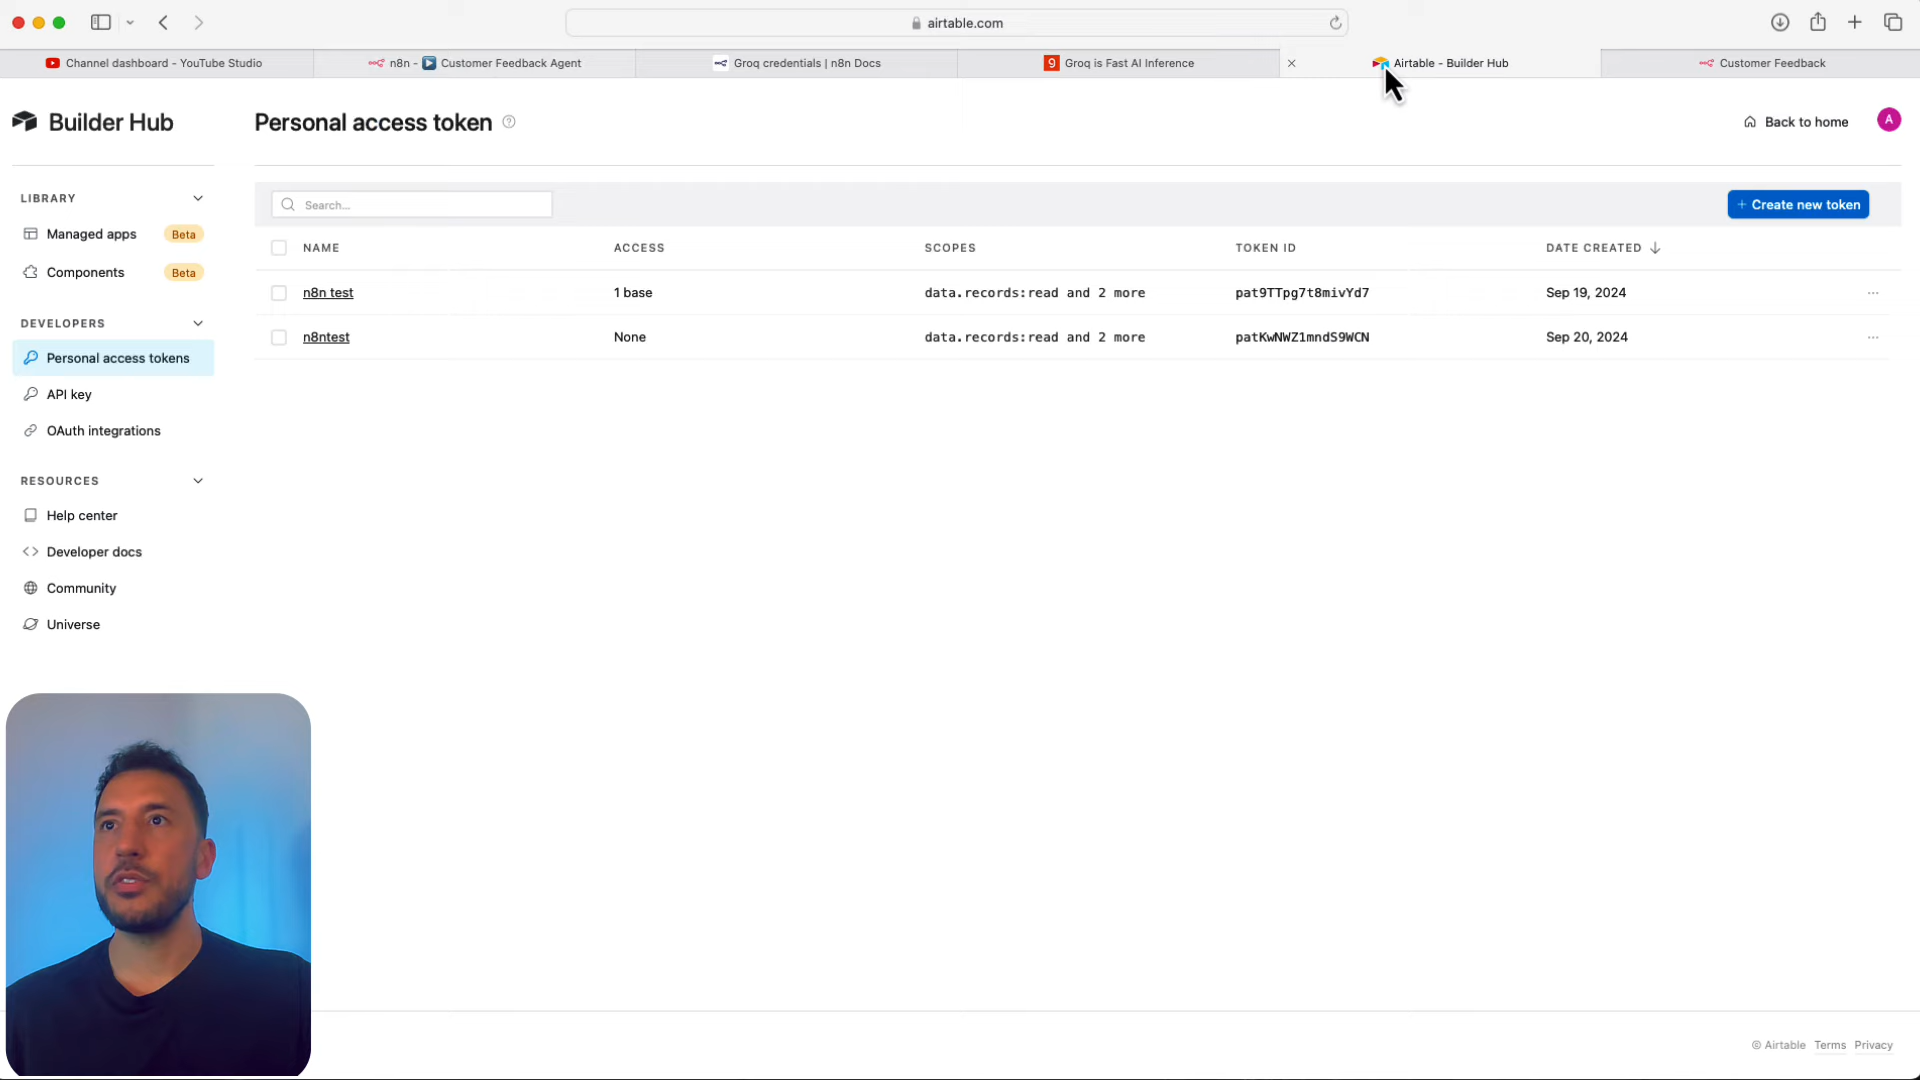 airtable.com
Channel dashboard - YouTube Studio
n8n - ▶ Customer Feedback Agent
Groq credentials | n8n Docs
9 Groq is Fast AI Inference
Airtable - Builder Hub
Customer Feedback
Builder Hub
Personal access token
Back to home
A
LIBRARY
Managed apps Beta
Components Beta
DEVELOPERS
Personal access tokens
API key
OAuth integrations
RESOURCES
Help center
Developer docs
Community
Universe
Search...
+ Create new token
NAME ACCESS SCOPES TOKEN ID DATE CREATED
n8n test 1 base data.records:read and 2 more pat9TTpg7t8mivYd7 Sep 19, 2024
n8ntest None data.records:read and 2 more patKwNWZ1mndS9WCN Sep 20, 2024
© Airtable Terms Privacy